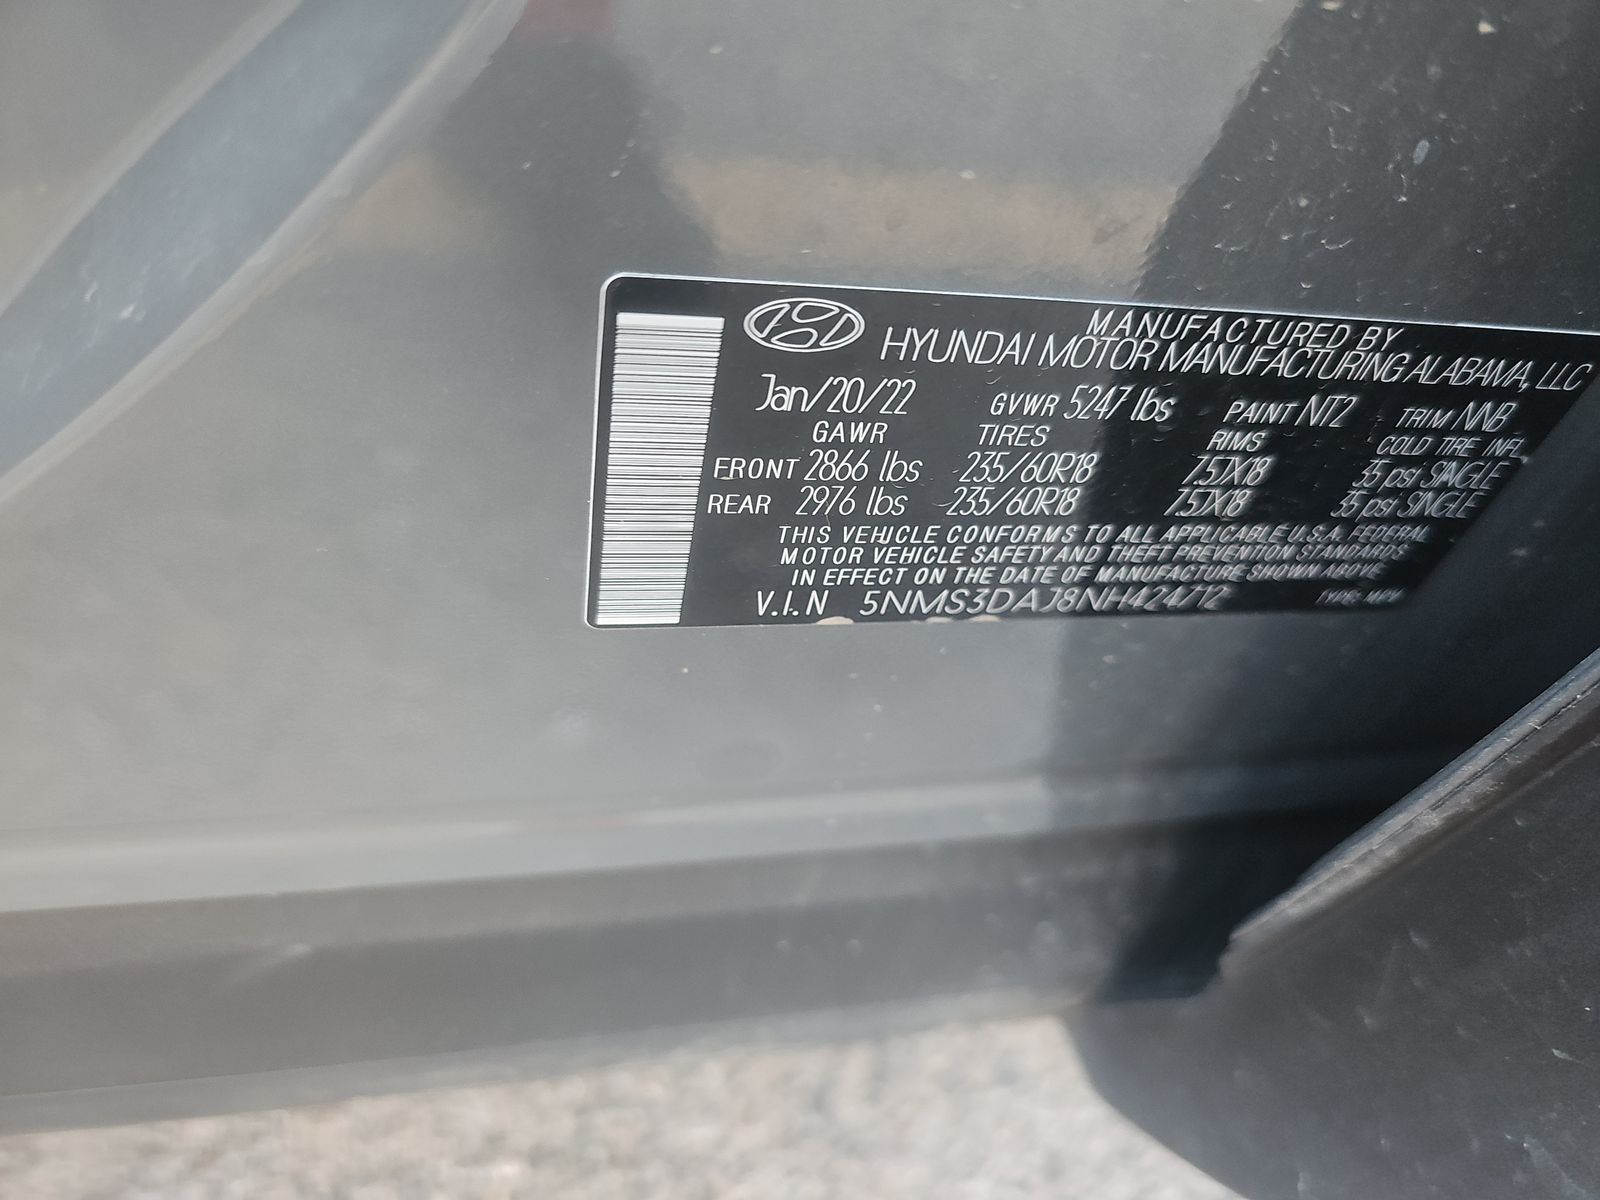 MANUFACTURED BY
HYUNDAI MOTOR MANUFACTURING ALABAMA, LLC
Jan/20/22 GVWR 5247 lbs PAINT NT2 TRIM NNB
GAWR TIRES RIMS COLD TIRE INFL.
FRONT 2866 lbs 235/60R18 7.5JX18 35 psi SINGLE
REAR 2976 lbs 235/60R18 7.5JX18 35 psi SINGLE
THIS VEHICLE CONFORMS TO ALL APPLICABLE U.S.A. FEDERAL
MOTOR VEHICLE SAFETY AND THEFT PREVENTION STANDARDS
IN EFFECT ON THE DATE OF MANUFACTURE SHOWN ABOVE
V.I.N 5NMS3DAJ8NH424712 TYPE: MPV